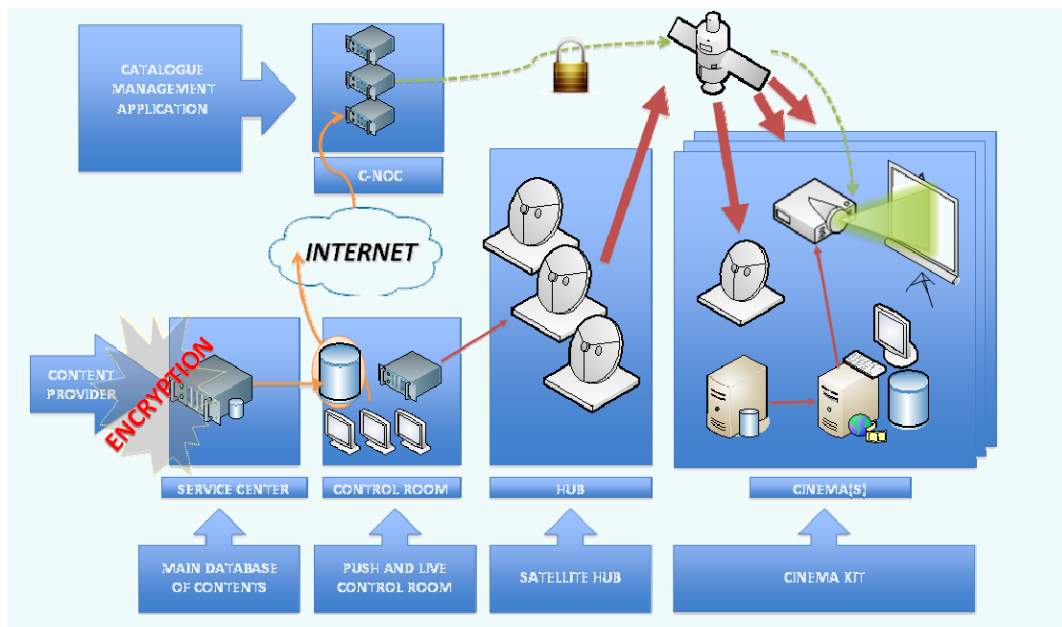 CATALOGUE
MANAGEMENT
APPLICATION
C-NOC
INTERNET
CONTENT
PROVIDER
ENCRYPTION
SERVICE CENTER
CONTROL ROOM
HUB
CINEMA(S)
MAIN DATABASE
OF CONTENTS
PUSH AND LIVE
CONTROL ROOM
SATELLITE HUB
CINEMA KIT